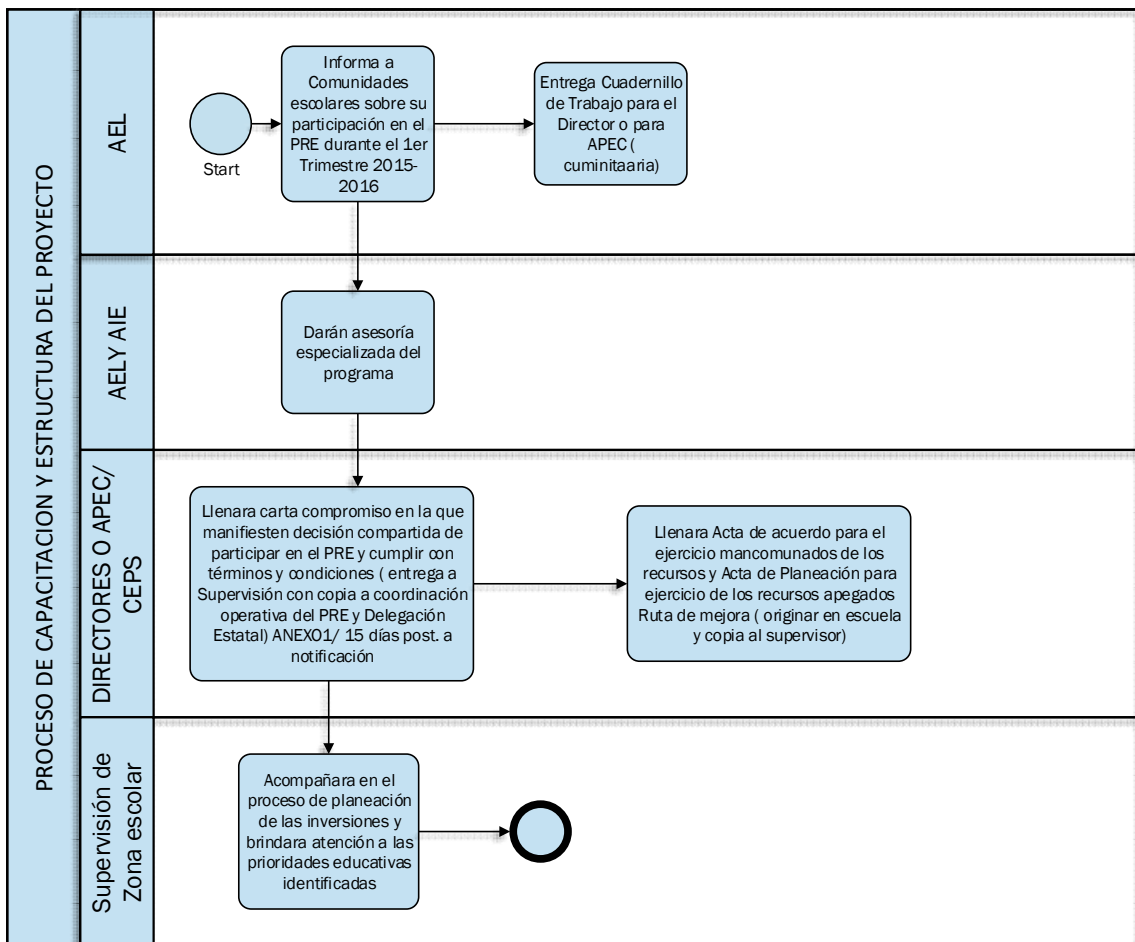 PROCESO DE CAPACITACION Y ESTRUCTURA DEL PROYECTO
AEL
Start
Informa a
Comunidades
escolares sobre su
participación en el
PRE durante el 1er
Trimestre 2015-
2016
Entrega Cuadernillo
de Trabajo para el
Director o para
APEC (
cuminitaaria)
AELY AIE
Darán asesoría
especializada del
programa
DIRECTORES O APEC/
CEPS
Llenara carta compromiso en la que
manifiesten decisión compartida de
participar en el PRE y cumplir con
términos y condiciones ( entrega a
Supervisión con copia a coordinación
operativa del PRE y Delegación
Estatal) ANEXO1/ 15 días post. a
notificación
Llenara Acta de acuerdo para el
ejercicio mancomunados de los
recursos y Acta de Planeación para
ejercicio de los recursos apegados
Ruta de mejora ( originar en escuela
y copia al supervisor)
Supervisión de
Zona escolar
Acompañara en el
proceso de planeación
de las inversiones y
brindara atención a las
prioridades educativas
identificadas